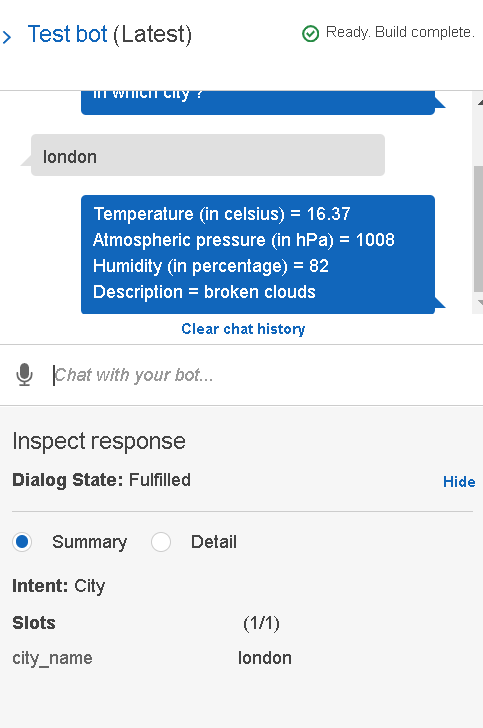 Test bot (Latest)
Ready. Build complete.
in which city ?
london
Temperature (in celsius) = 16.37
Atmospheric pressure (in hPa) = 1008
Humidity (in percentage) = 82
Description = broken clouds
Clear chat history
Chat with your bot...
Inspect response
Dialog State: Fulfilled
Hide
Summary
Detail
Intent: City
Slots (1/1)
city_name london